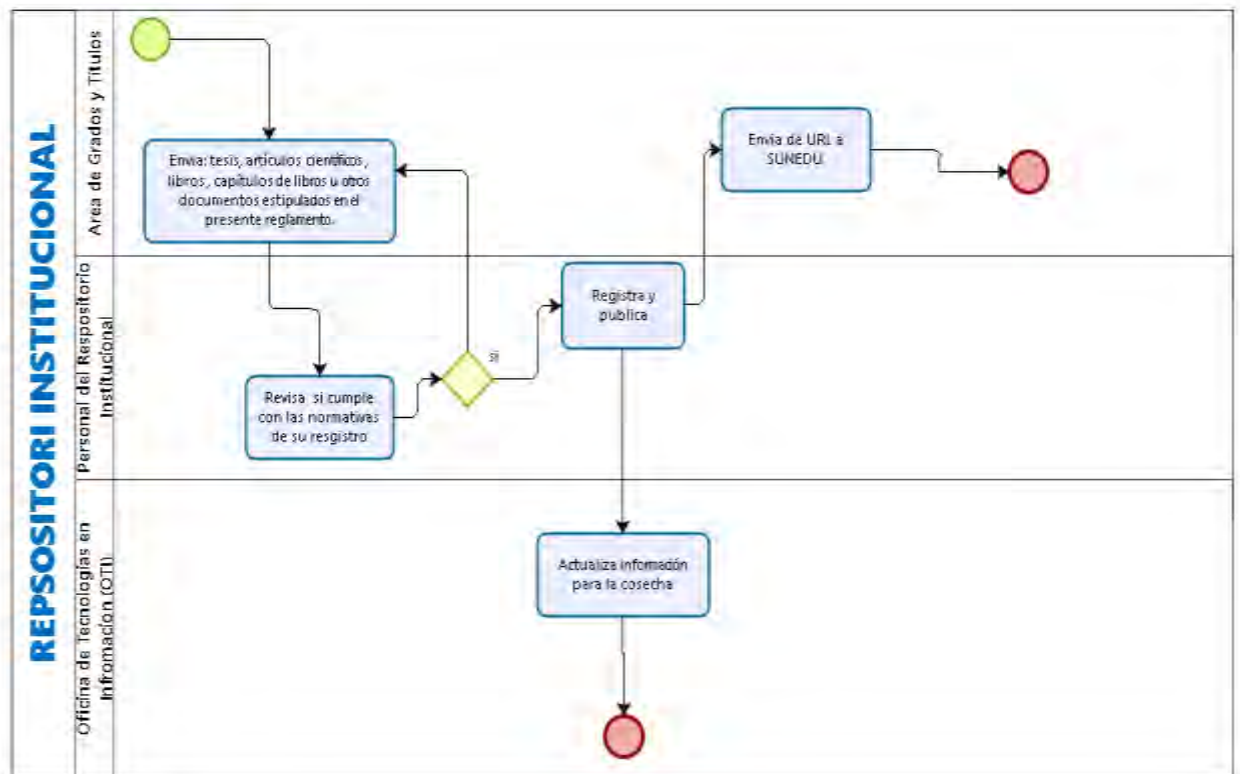 REPSOSITORI INSTITUCIONAL
Area de Grados y Titulos
Envia: tesis, artículos científicos,
libros, capítulos de libros u otros
documentos estipulados en el
presente reglamento.
Envia de URL a
SUNEDU
Personal del Respositorio
Institucional
Revisa si cumple
con las normativas
de su resgistro
si
Registra y
publica
Oficina de Tecnologías en
Infromacion (OTI)
Actualiza información
para la cosecha